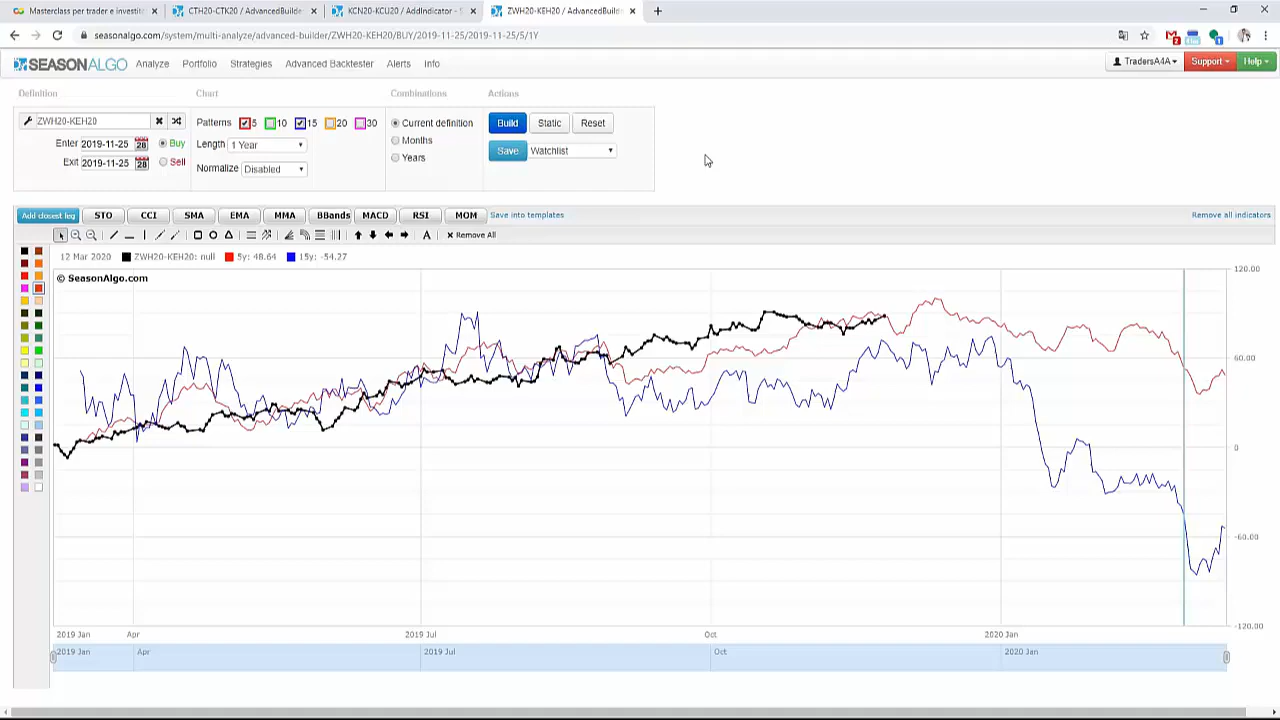 Masterclass per trader e investite
CTH20-CTK20 / AdvancedBuilde
KCN20-KCU20 / AddIndicator - S
ZWH20-KEH20 / AdvancedBuilde
seasonalgo.com/system/multi-analyze/advanced-builder/ZWH20-KEH20/BUY/2019-11-25/2019-11-25/5/1Y
SEASONALGO Analyze Portfolio Strategies Advanced Backtester Alerts Info TradersA4A Support Help
Definition Chart Combinations Actions
ZWH20-KEH20 Patterns 5 10 15 20 30 Current definition Build Static Reset
Enter 2019-11-25 28 Buy Length 1 Year Months Save Watchlist
Exit 2019-11-25 28 Sell Normalize Disabled Years
Add closest leg STO CCI SMA EMA MMA BBands MACD RSI MOM Save into templates Remove all indicators
A Remove All
12 Mar 2020 ZWH20-KEH20: null 5y: 48.64 15y: -54.27
© SeasonAlgo.com
120.00
60.00
0
-60.00
-120.00
2019 Jan Apr 2019 Jul Oct 2020 Jan
2019 Jan Apr 2019 Jul Oct 2020 Jan